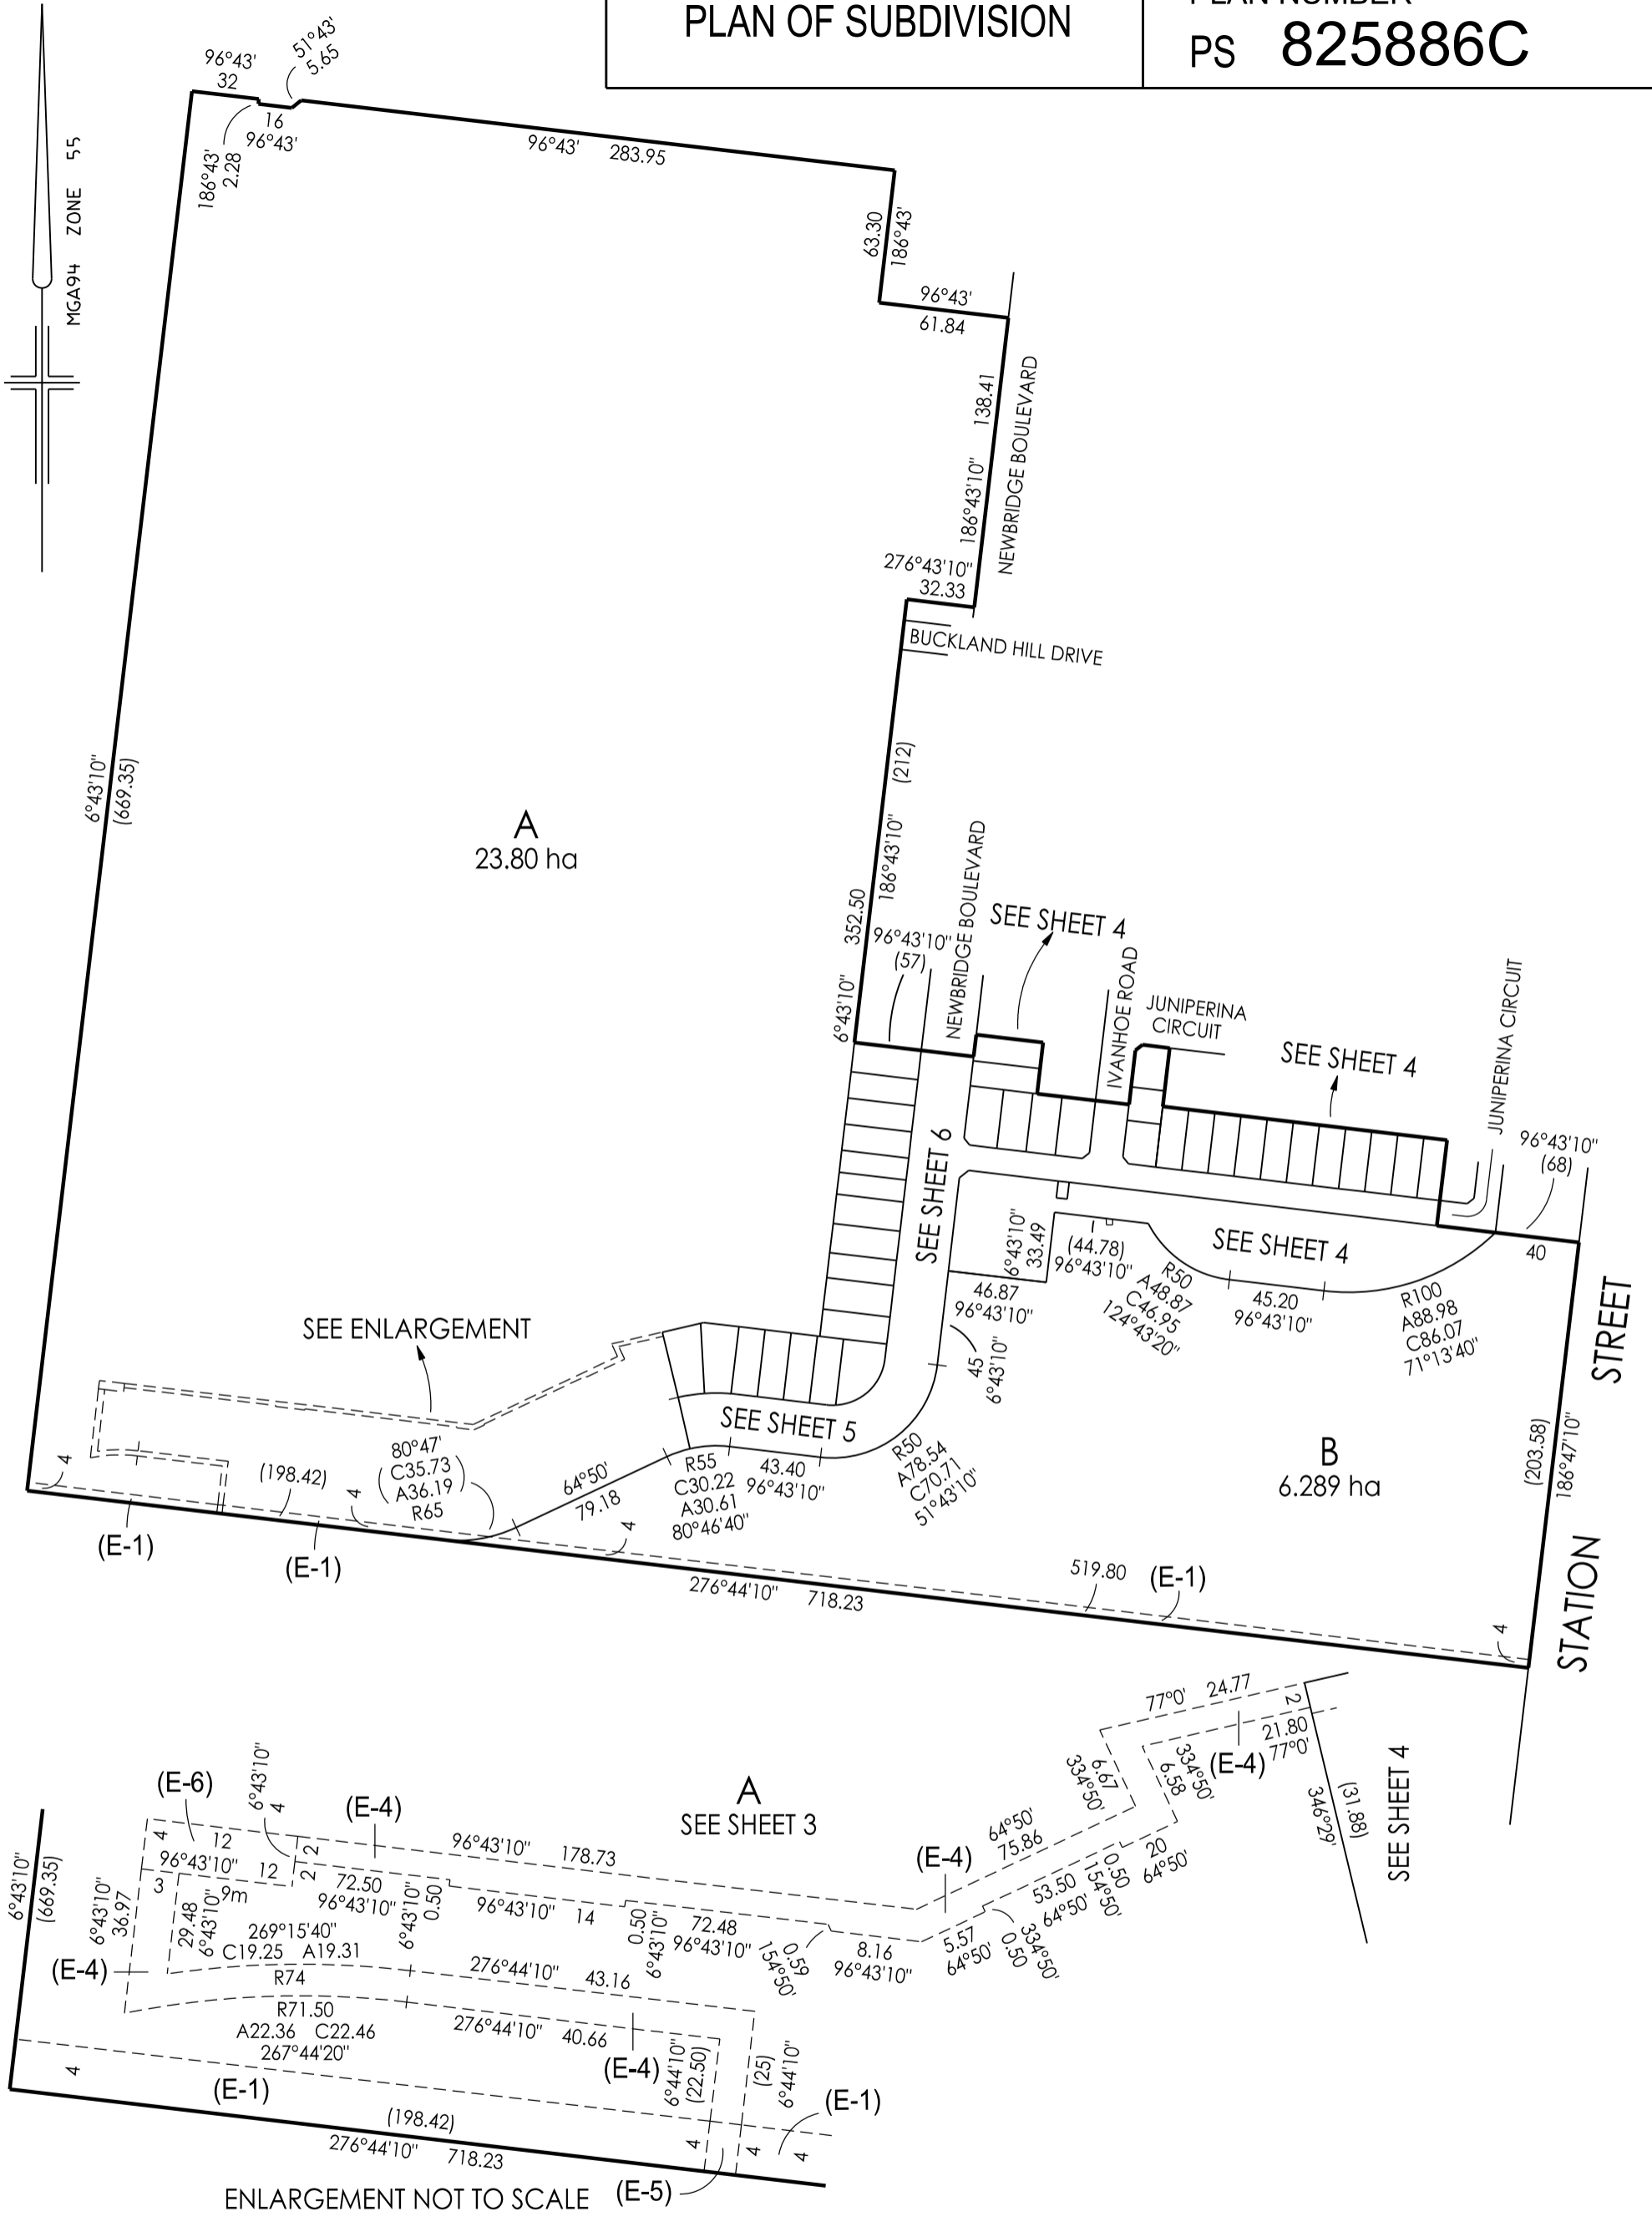 PLAN OF SUBDIVISION
PS 825886C
MGA94 ZONE 55
96°43'
32
51°43'
5.65
186°43'
2.28
16
96°43'
96°43' 283.95
63.30
186°43'
96°43'
61.84
138.41
186°43'10"
NEWBRIDGE BOULEVARD
276°43'10"
32.33
BUCKLAND HILL DRIVE
6°43'10"
(669.35)
A
23.80 ha
(212)
186°43'10"
352.50
6°43'10"
96°43'10"
(57)
NEWBRIDGE BOULEVARD
SEE SHEET 4
IVANHOE ROAD
JUNIPERINA
CIRCUIT
SEE SHEET 4
JUNIPERINA CIRCUIT
96°43'10"
(68)
40
SEE SHEET 6
6°43'10"
33.49
(44.78)
96°43'10"
SEE SHEET 4
46.87
96°43'10"
R50
A48.87
C46.95
124°43'20"
45.20
96°43'10"
R100
A88.98
C86.07
71°13'40"
45
6°43'10"
SEE ENLARGEMENT
SEE SHEET 5
R50
A78.54
C70.71
51°43'10"
B
6.289 ha
(203.58)
186°47'10"
STATION STREET
4
(198.42)
4
80°47'
C35.73
A36.19
R65
64°50'
79.18
R55
C30.22
A30.61
80°46'40"
43.40
96°43'10"
4
(E-1)
(E-1)
276°44'10" 718.23
519.80
(E-1)
4
77°0' 24.77
2
21.80
77°0'
(E-4)
334°50'
6.58
6.67
334°50'
346°29'
(31.88)
SEE SHEET 4
A
SEE SHEET 3
(E-6)
6°43'10"
4
(E-4)
4
12
96°43'10"
12
3
9m
2
2
96°43'10" 178.73
72.50
96°43'10"
6°43'10"
0.50
96°43'10" 14
0.50
6°43'10"
72.48
96°43'10"
0.59
154°50'
8.16
96°43'10"
(E-4)
64°50'
75.86
5.57
64°50'
0.50
334°50'
53.50
64°50'
0.50
154°50'
20
64°50'
6°43'10"
(669.35)
6°43'10"
36.97
29.48
6°43'10"
269°15'40"
C19.25 A19.31
R74
(E-4)
276°44'10" 43.16
R71.50
A22.36 C22.46
267°44'20"
276°44'10" 40.66
(E-4)
6°44'10"
(22.50)
(25)
6°44'10"
4
(E-1)
(E-1)
(198.42)
276°44'10" 718.23
4
4
4
ENLARGEMENT NOT TO SCALE
(E-5)